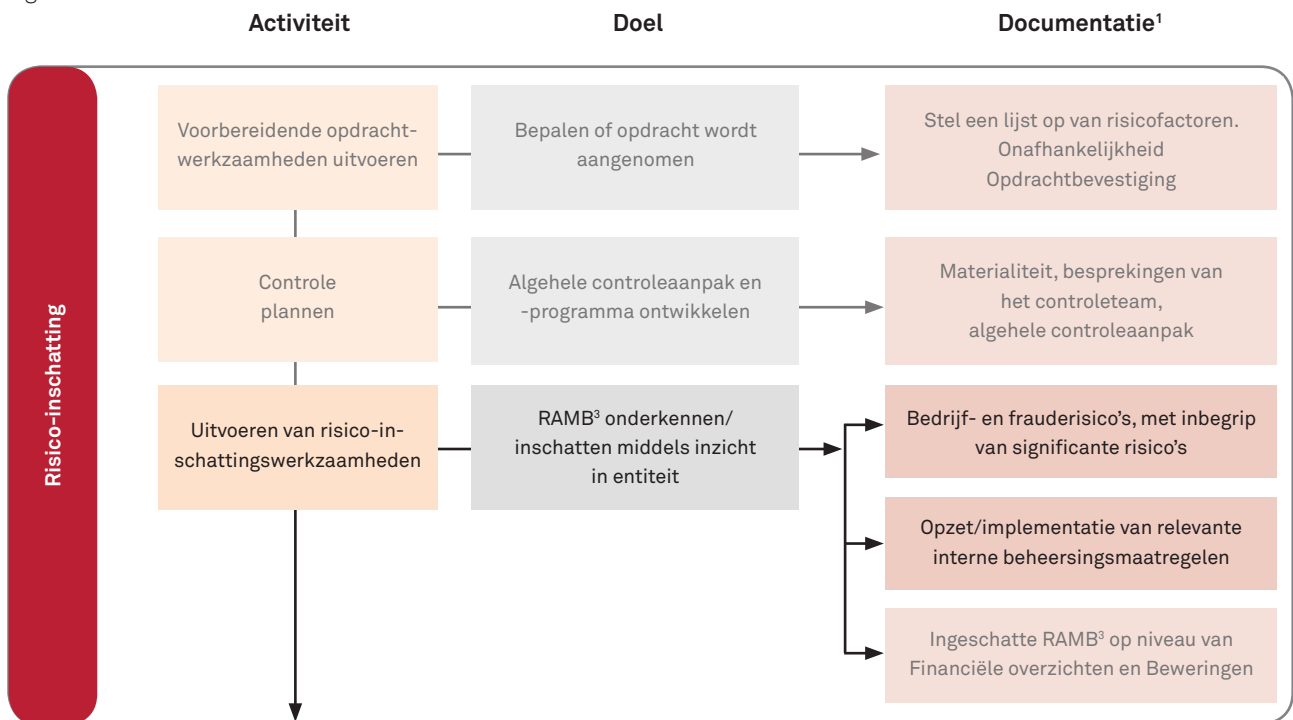 Activiteit
Doel
Documentatie¹
Risico-inschatting
Voorbereidende opdracht-
werkzaamheden uitvoeren
Bepalen of opdracht wordt
aangenomen
Stel een lijst op van risicofactoren.
Onafhankelijkheid
Opdrachtbevestiging
Controle
plannen
Algehele controleaanpak en
-programma ontwikkelen
Materialiteit, besprekingen van
het controleteam,
algehele controleaanpak
Uitvoeren van risico-in-
schattingswerkzaamheden
RAMB³ onderkennen/
inschatten middels inzicht
in entiteit
Bedrijf- en frauderisico's, met inbegrip
van significante risico's
Opzet/implementatie van relevante
interne beheersingsmaatregelen
Ingeschatte RAMB³ op niveau van
Financiële overzichten en Beweringen